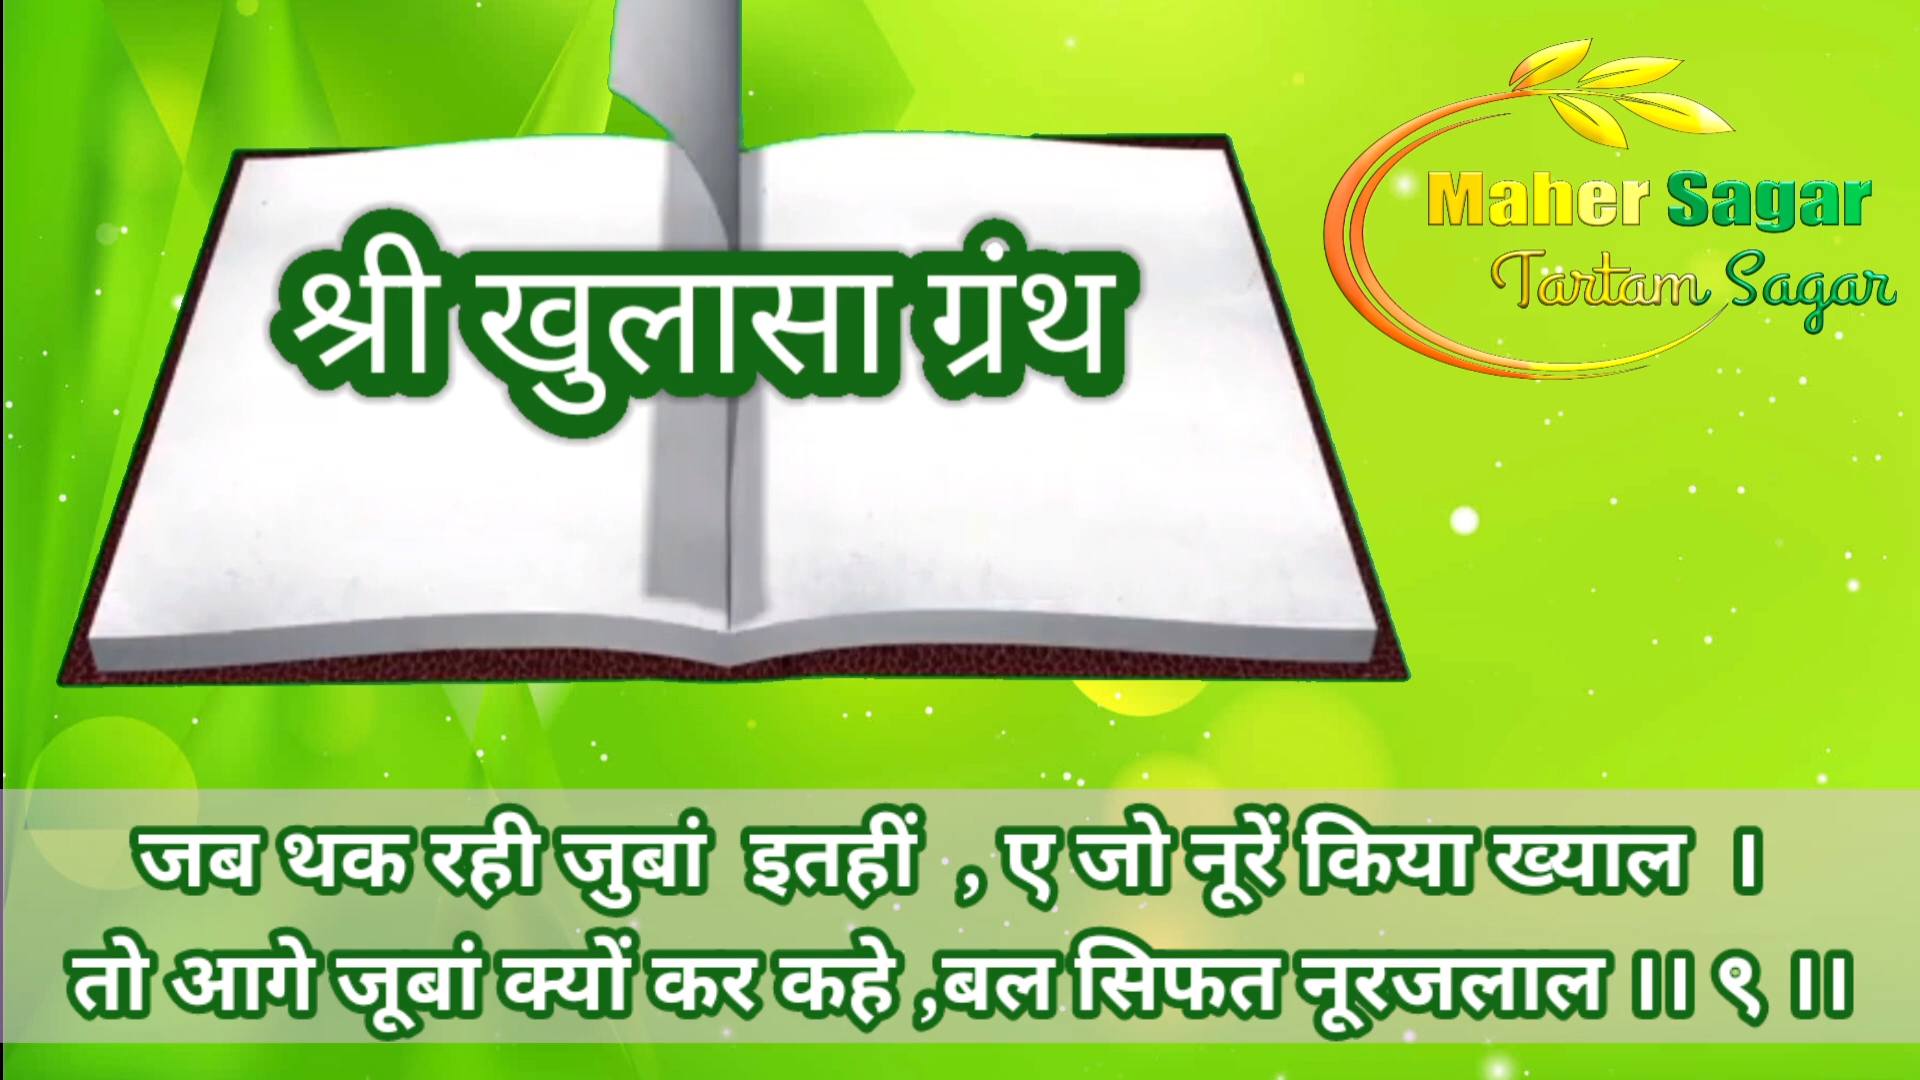 श्री खुलासा ग्रंथ
Maher Sagar
Tartam Sagar
जब थक रही जुबां इतहीं , ए जो नूरें किया ख्याल ।
तो आगे जूबां क्यों कर कहे ,बल सिफत नूरजलाल ।। ९ ।।